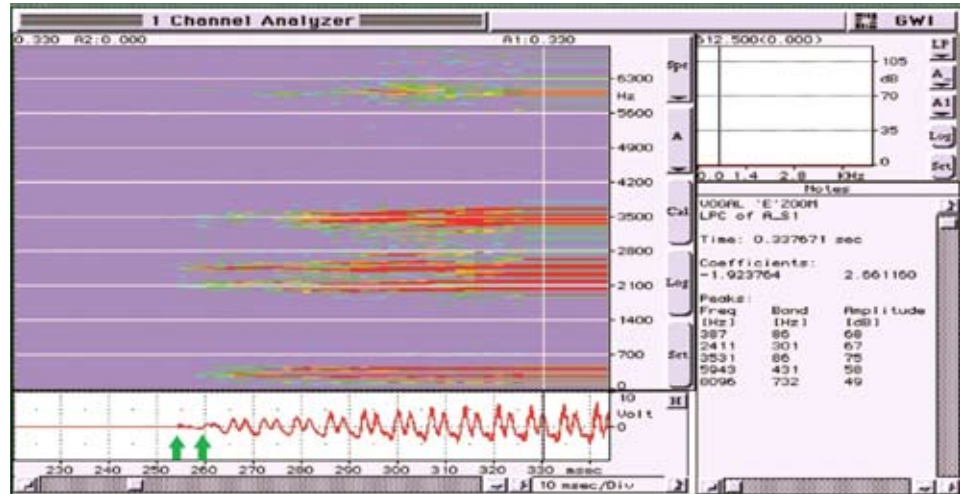 1 Channel Analyzer
GWI
0.330 A2:0.000 A1:0.330
512.500(0.000)
6300
Hz
5600
4900
4200
3500
2800
2100
1400
700
0
Spr
A
Cal
Log
Set
105
dB
70
35
0
0.0 1.4 2.8 KHz
LP
A_
A1
Log
Set
Notes
VOGAL 'E'ZOOM
LPC of A_S1
Time: 0.337671 sec
Coefficients:
-1.923764 2.661160
Peaks:
Freq Band Amplitude
[Hz] [Hz] [dB]
387 86 68
2411 301 67
3531 86 75
5943 431 58
8096 732 49
10
Volt
0
H
230 240 250 260 270 280 290 300 310 320 330 msec
10 msec/Div